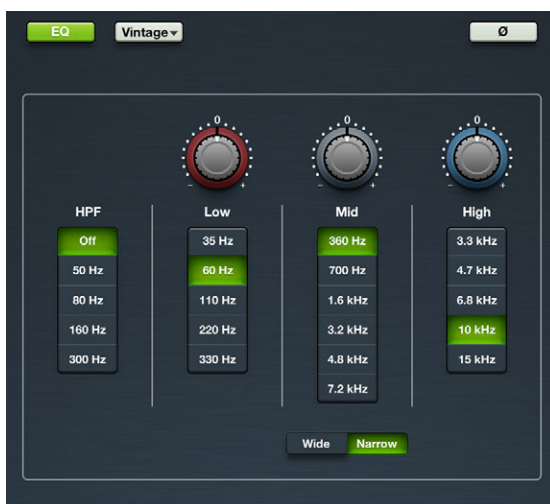 EQ
Vintage
Ø
0
0
0
- +
- +
- +
HPF
Off
50 Hz
80 Hz
160 Hz
300 Hz
Low
35 Hz
60 Hz
110 Hz
220 Hz
330 Hz
Mid
360 Hz
700 Hz
1.6 kHz
3.2 kHz
4.8 kHz
7.2 kHz
Wide Narrow
High
3.3 kHz
4.7 kHz
6.8 kHz
10 kHz
15 kHz